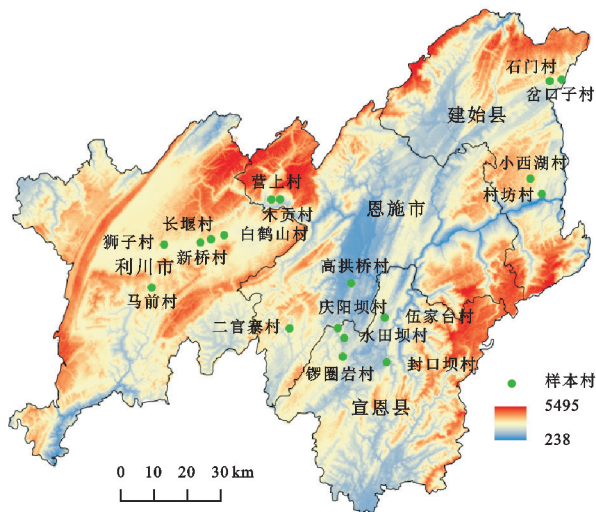 石门村
岔口子村
建始县
小西湖村
营上村
村坊村
恩施市
木贡村
长堰村
白鹤山村
狮子村
新桥村
利川市
高拱桥村
马前村
庆阳坝村
伍家台村
二官寨村
水田坝村
锣圈岩村
封口坝村
样本村
宣恩县
5495
238
0 10 20 30 km